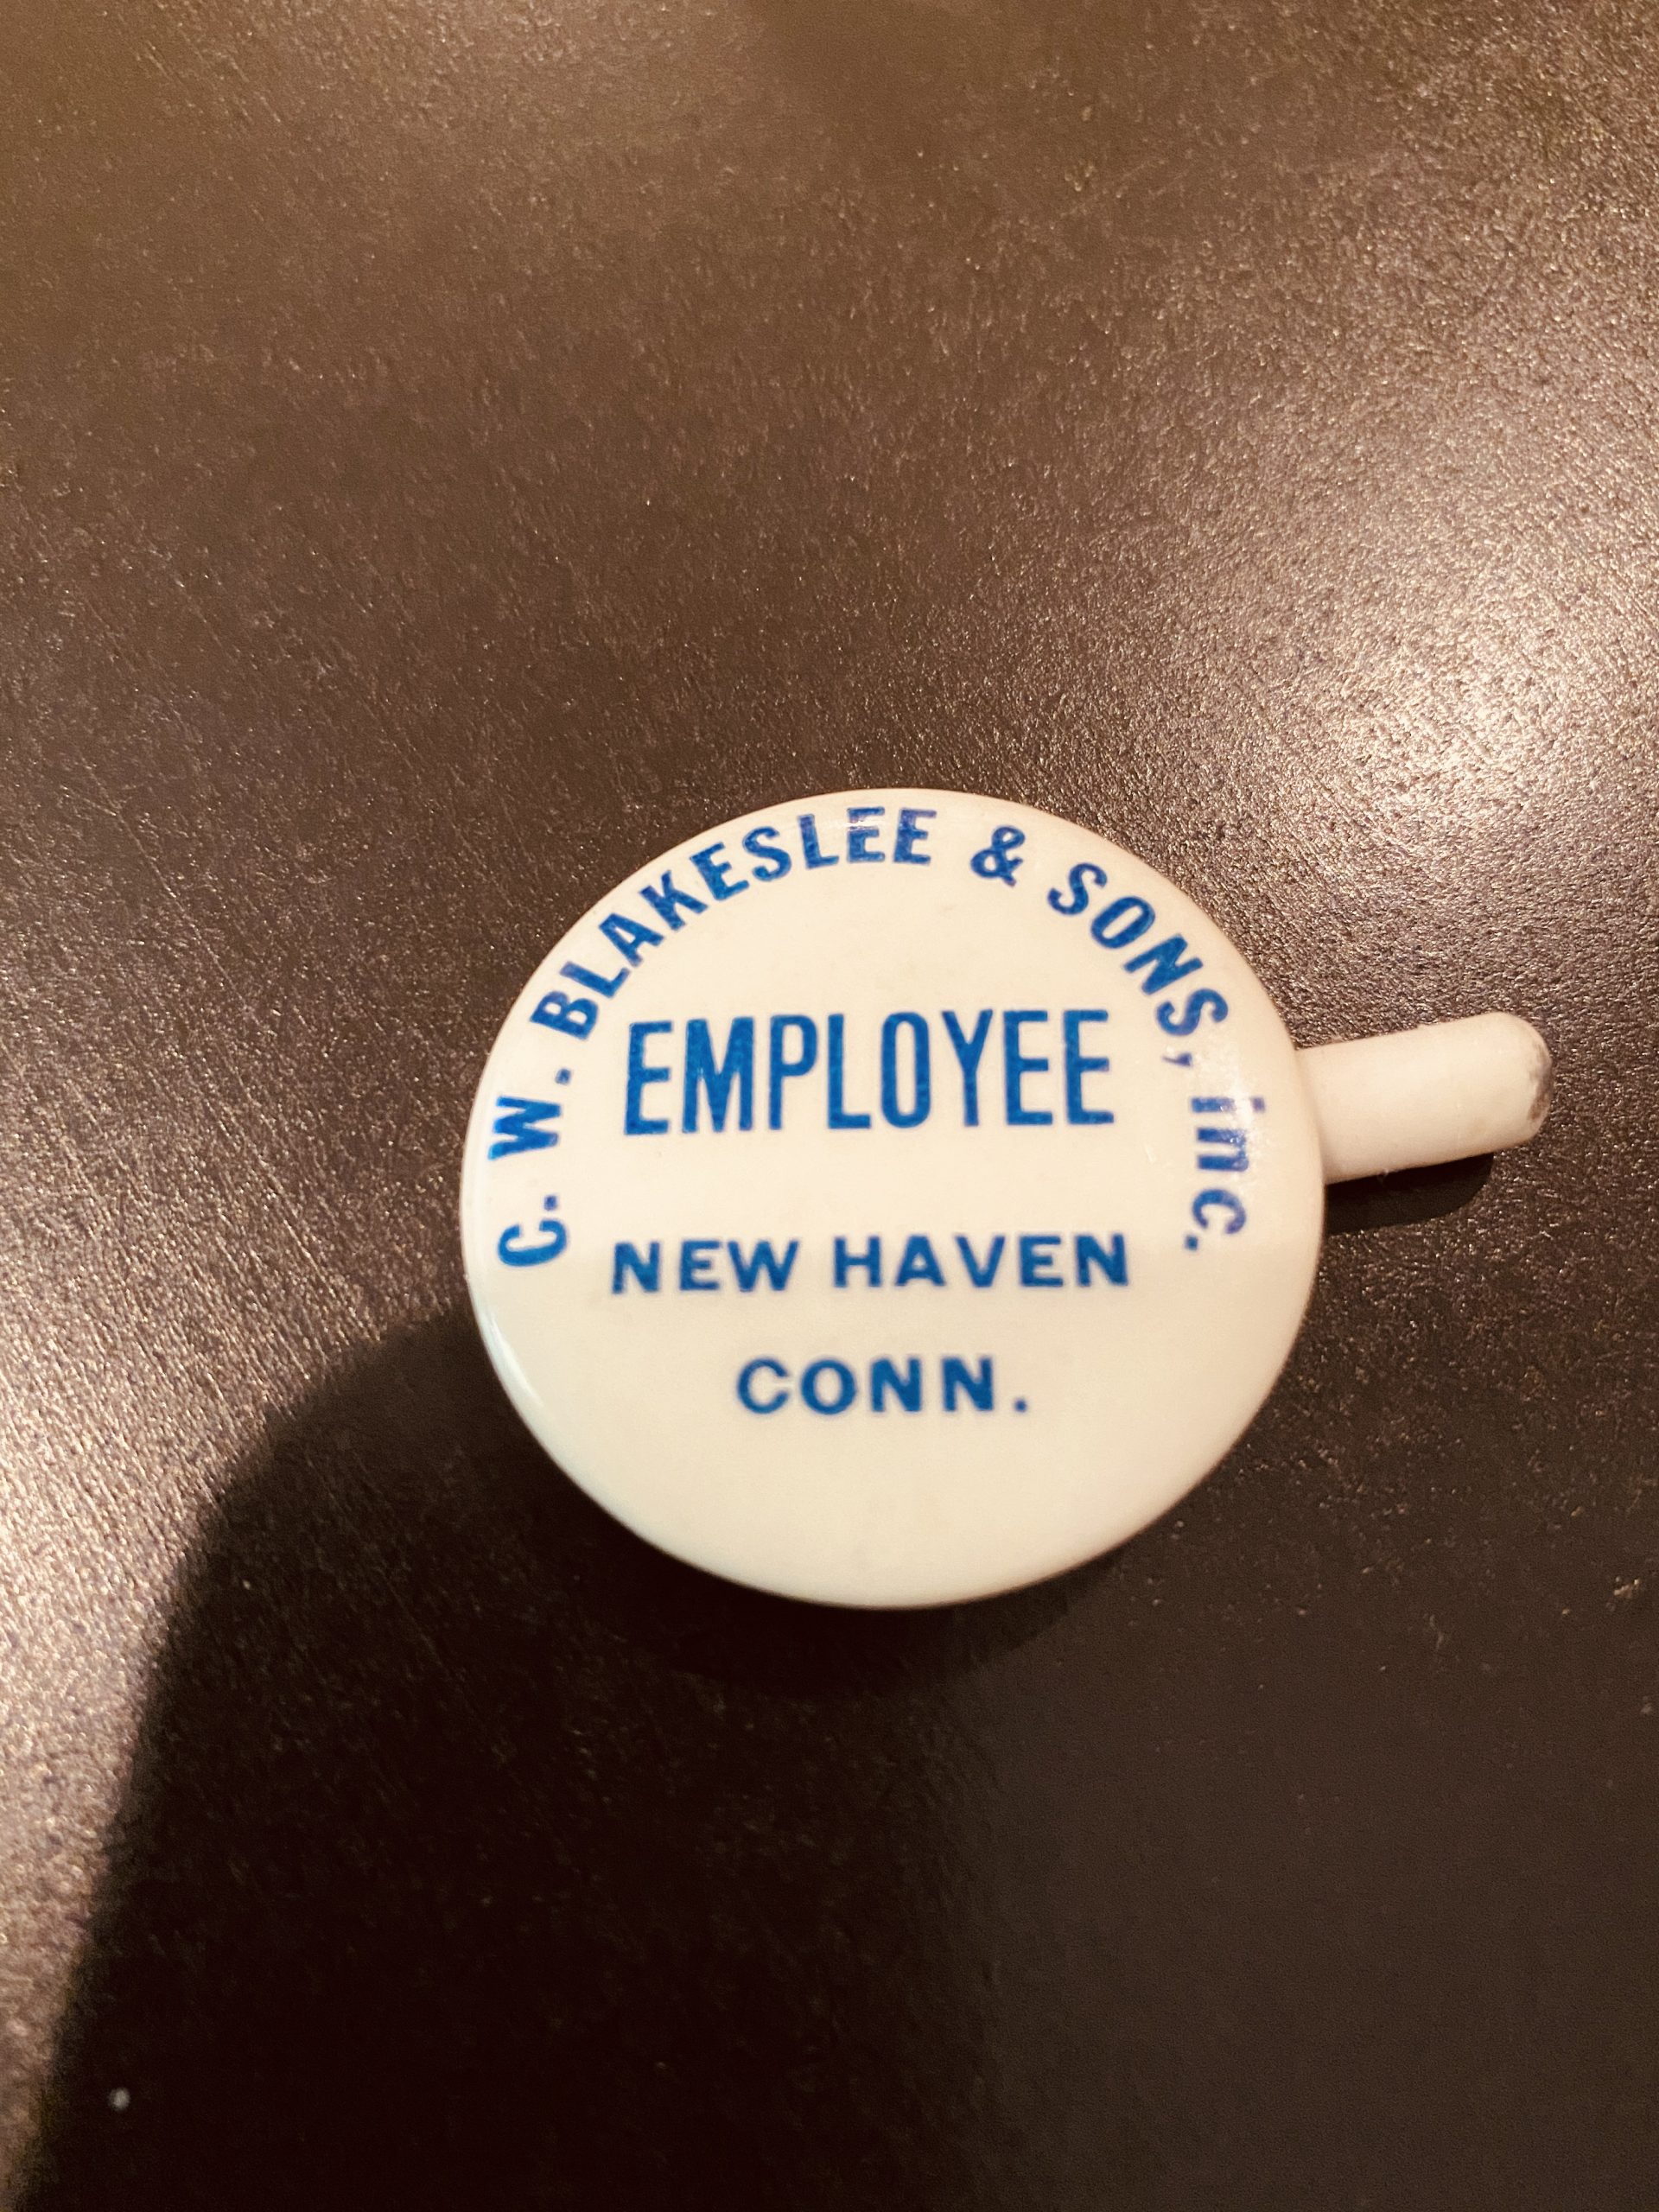 C. W. BLAKESLEE & SONS, INC.
EMPLOYEE
NEW HAVEN
CONN.